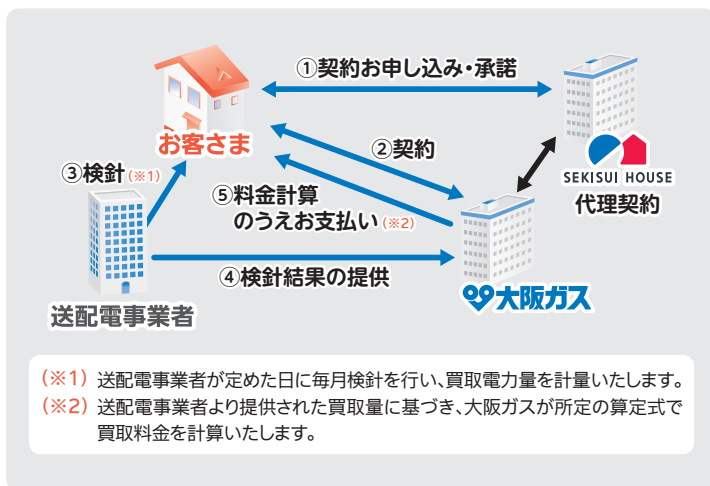 ①契約お申し込み・承諾
お客さま
②契約
SEKISUI HOUSE
代理契約
③検針(※1)
⑤料金計算
のうえお支払い(※2)
④検針結果の提供
大阪ガス
送配電事業者
(※1) 送配電事業者が定めた日に毎月検針を行い、買取電力量を計量いたします。
(※2) 送配電事業者より提供された買取量に基づき、大阪ガスが所定の算定式で
買取料金を計算いたします。